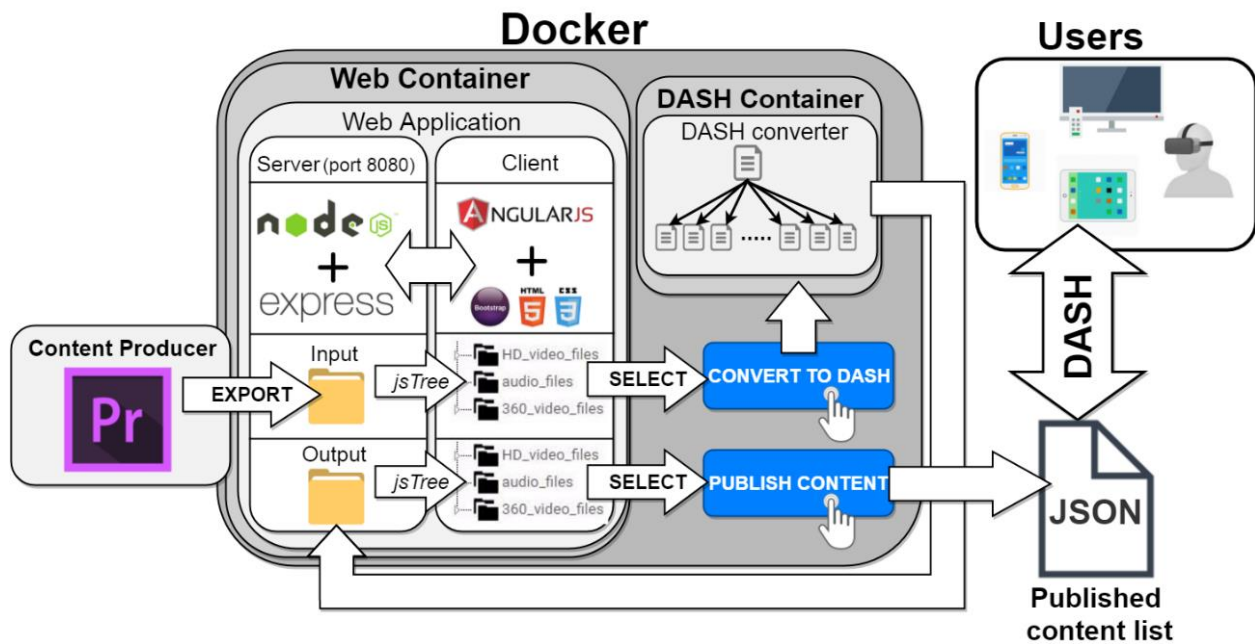 Docker
Users
Web Container
DASH Container
Web Application
DASH converter
Server (port 8080)
Client
node js
ANGULARJS
+
+
express
Bootstrap
HTML
5
CSS
3
.....
Content Producer
Pr
EXPORT
Input
jsTree
HD_video_files
audio_files
360_video_files
SELECT
CONVERT TO DASH
Output
jsTree
HD_video_files
audio_files
360_video_files
SELECT
PUBLISH CONTENT
DASH
JSON
Published
content list